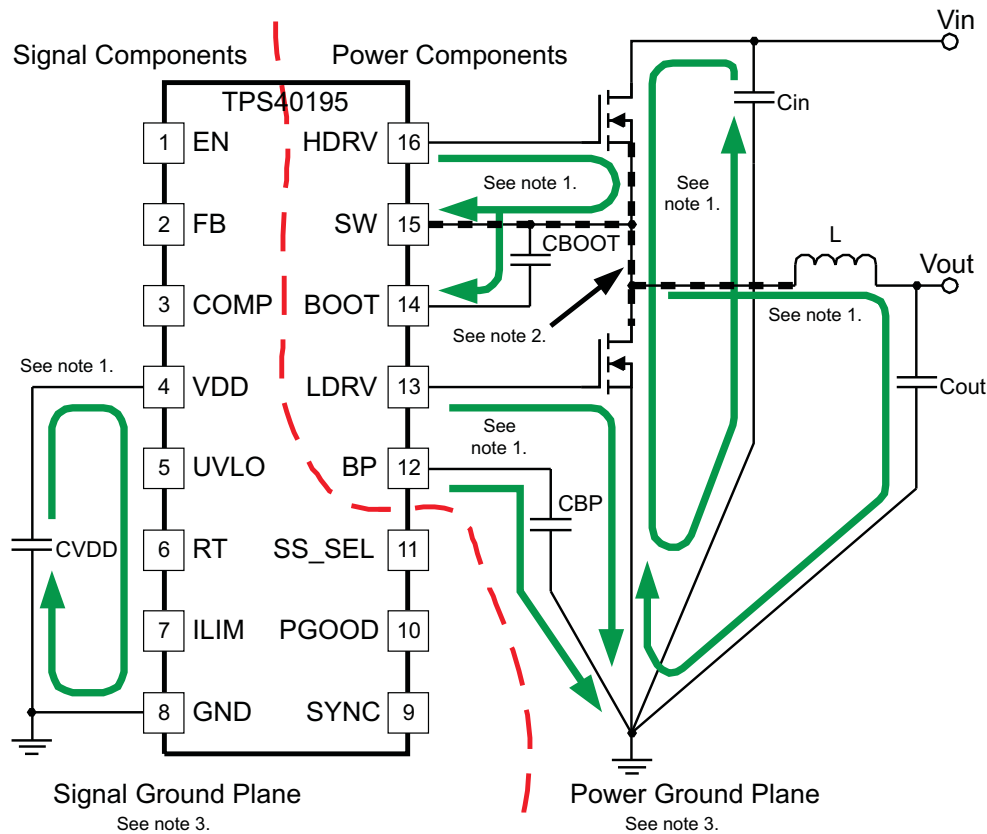 Vin
Signal Components
Power Components
TPS40195
Cin
1 EN
HDRV 16
See note 1.
See
note 1.
2 FB
SW 15
CBOOT
L
Vout
3 COMP
BOOT 14
See note 1.
See note 2.
See note 1.
4 VDD
LDRV 13
Cout
See
note 1.
5 UVLO
BP 12
CBP
CVDD
6 RT
SS_SEL 11
7 ILIM
PGOOD 10
8 GND
SYNC 9
Signal Ground Plane
See note 3.
Power Ground Plane
See note 3.